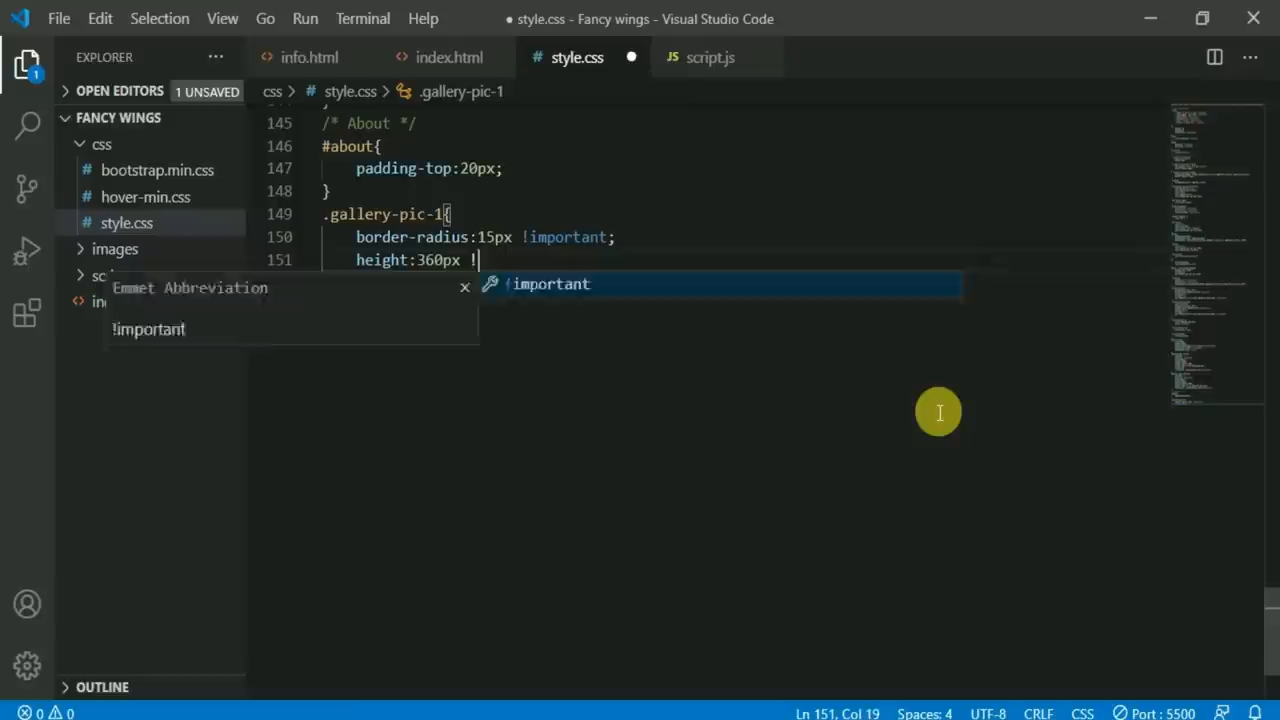 File Edit Selection View Go Run Terminal Help ● style.css - Fancy wings - Visual Studio Code
EXPLORER ··· <> info.html <> index.html # style.css ● JS script.js ···
OPEN EDITORS 1 UNSAVED css > # style.css > .gallery-pic-1
FANCY WINGS
css
# bootstrap.min.css
# hover-min.css
# style.css
images
sc
<> in
144 }
145 /* About */
146 #about{
147 padding-top:20px;
148 }
149 .gallery-pic-1{
150 border-radius:15px !important;
151 height:360px !
!important
Emmet Abbreviation ×
!important
1
OUTLINE
0 0 Ln 151, Col 19 Spaces: 4 UTF-8 CRLF CSS Port : 5500